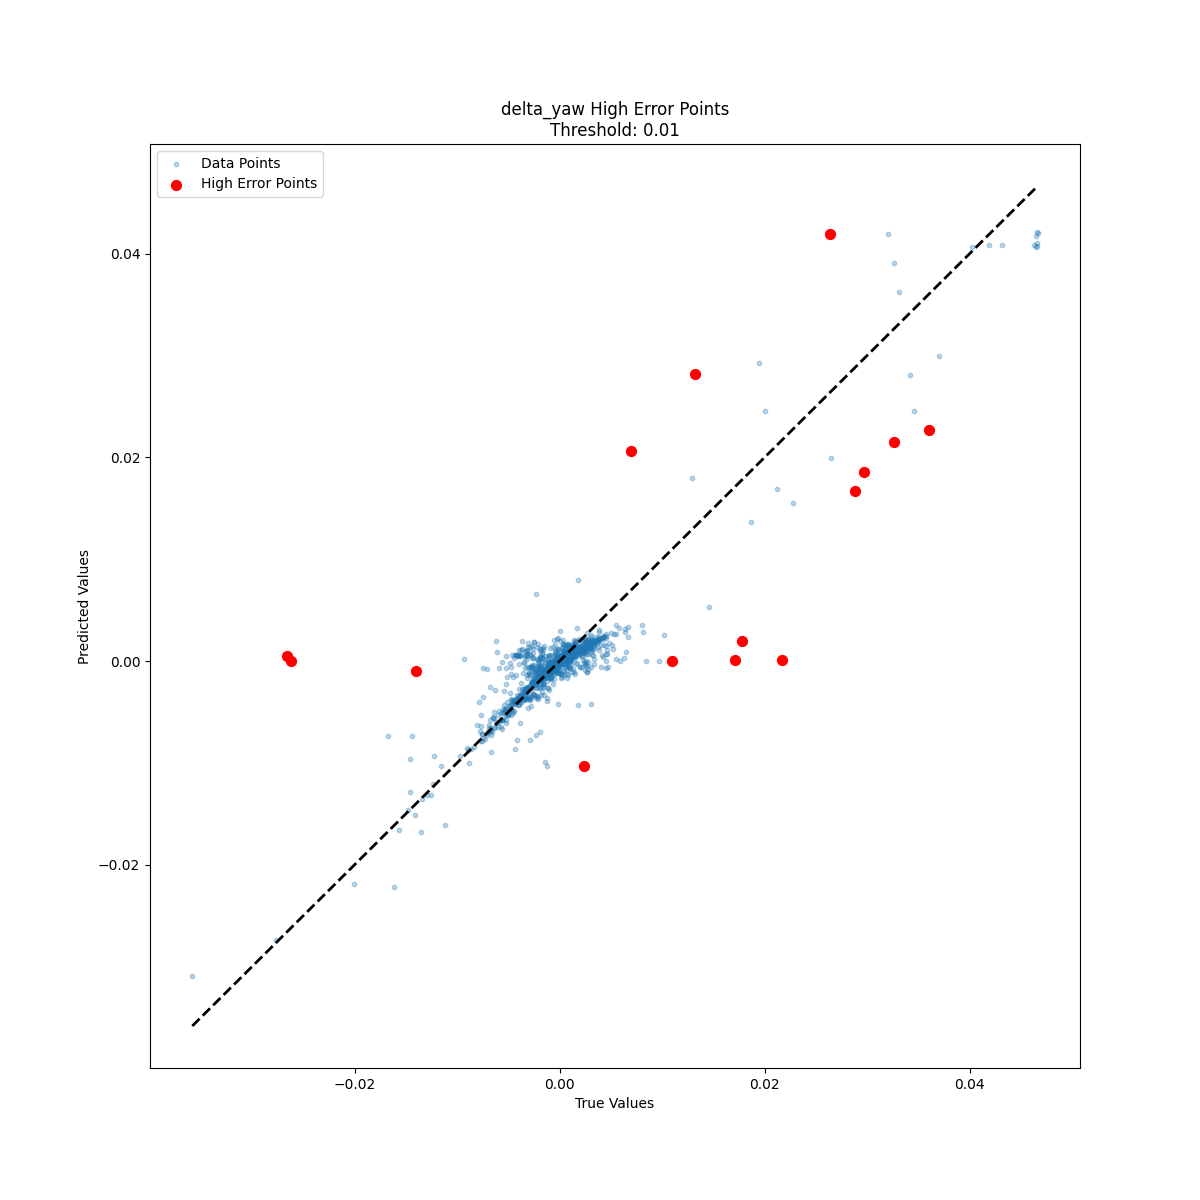 delta_yaw High Error Points
Threshold: 0.01
Data Points
High Error Points
0.04
0.02
0.00
−0.02
Predicted Values
−0.02
0.00
0.02
0.04
True Values